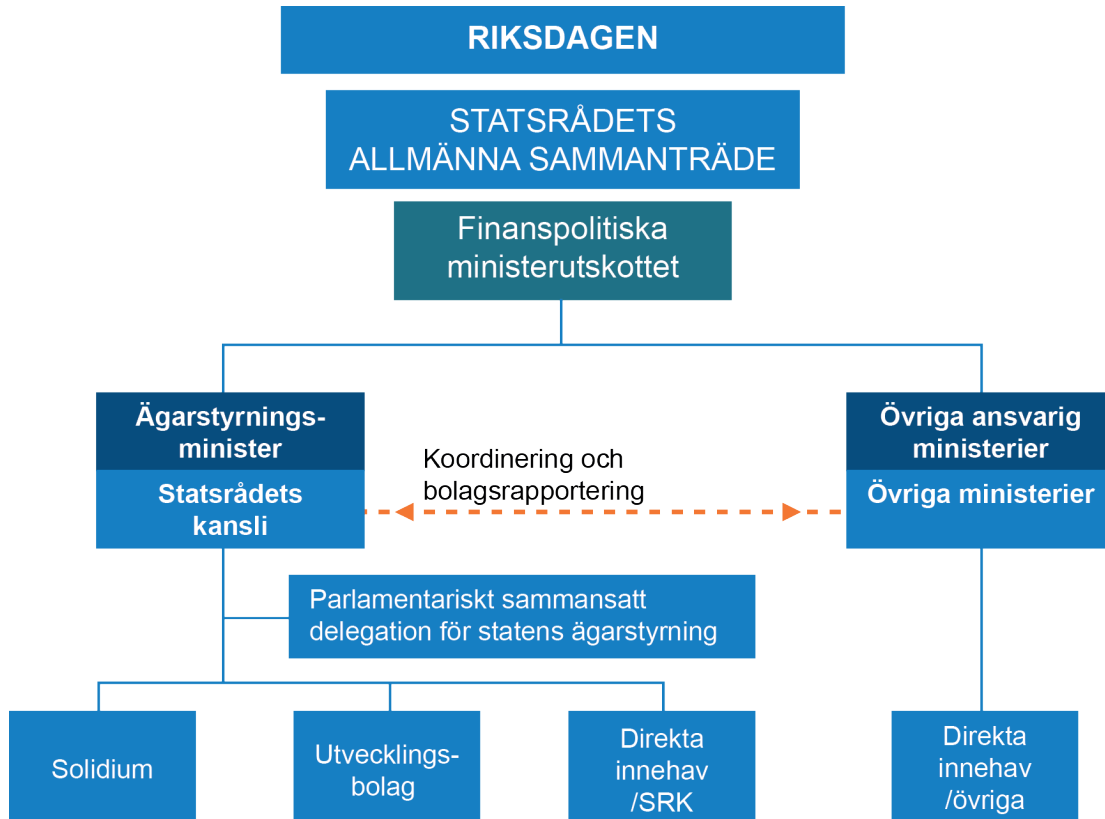 RIKSDAGEN
STATSRÅDETS
ALLMÄNNA SAMMANTRÄDE
Finanspolitiska
ministerutskottet
Ägarstyrnings-
minister
Statsrådets
kansli
Koordinering och
bolagsrapportering
Övriga ansvarig
ministerier
Övriga ministerier
Parlamentariskt sammansatt
delegation för statens ägarstyrning
Solidium
Utvecklings-
bolag
Direkta
innehav
/SRK
Direkta
innehav
/övriga